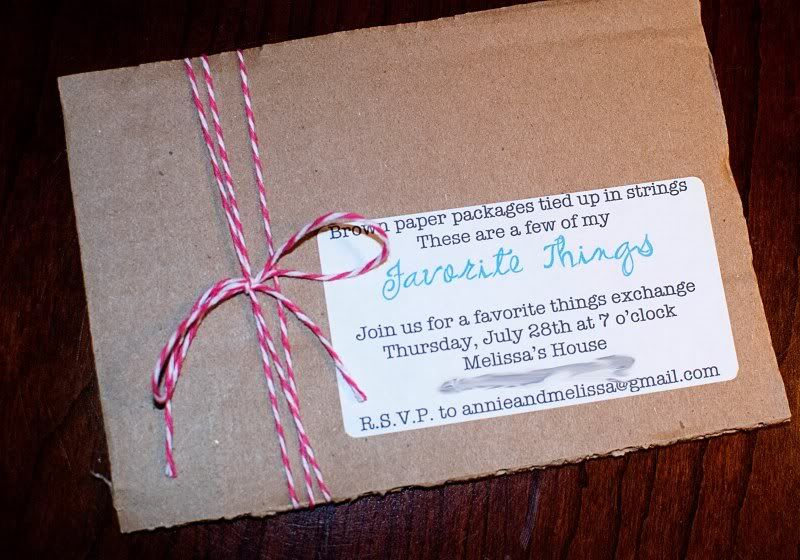 Brown paper packages tied up in strings
These are a few of my
Favorite Things
Join us for a favorite things exchange
Thursday, July 28th at 7 o'clock
Melissa's House
R.S.V.P. to annieandmelissa@gmail.com